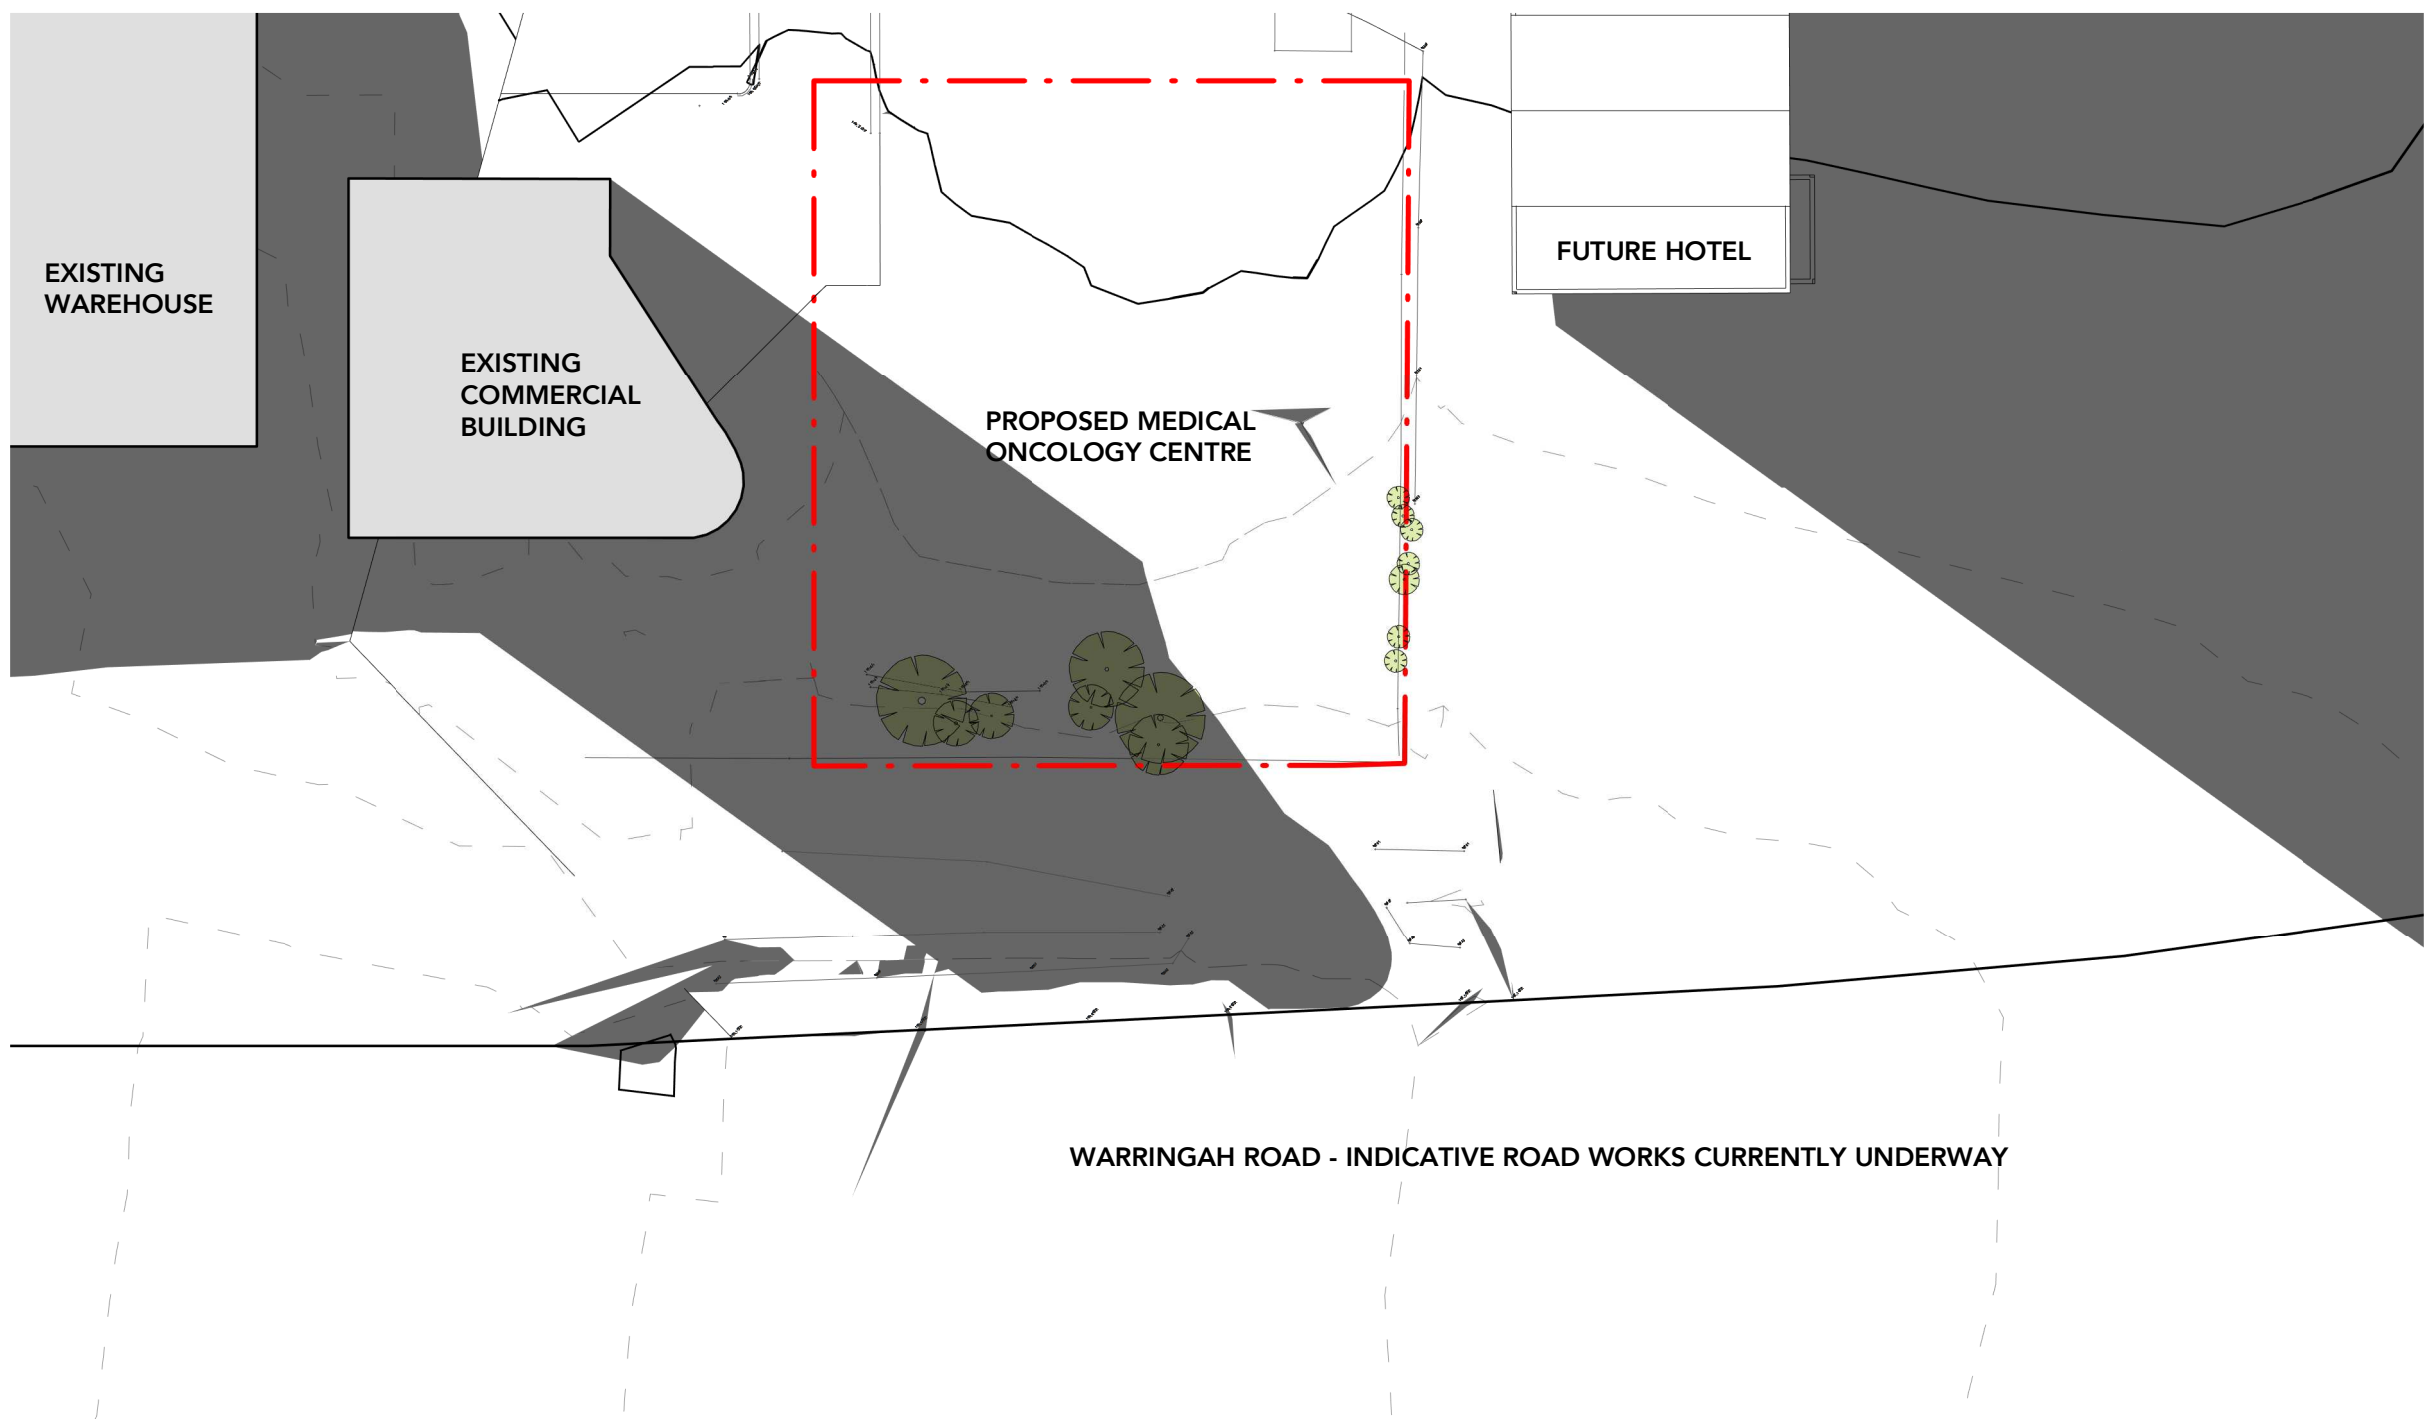 EXISTING
WAREHOUSE
EXISTING
COMMERCIAL
BUILDING
PROPOSED MEDICAL
ONCOLOGY CENTRE
FUTURE HOTEL
WARRINGAH ROAD - INDICATIVE ROAD WORKS CURRENTLY UNDERWAY